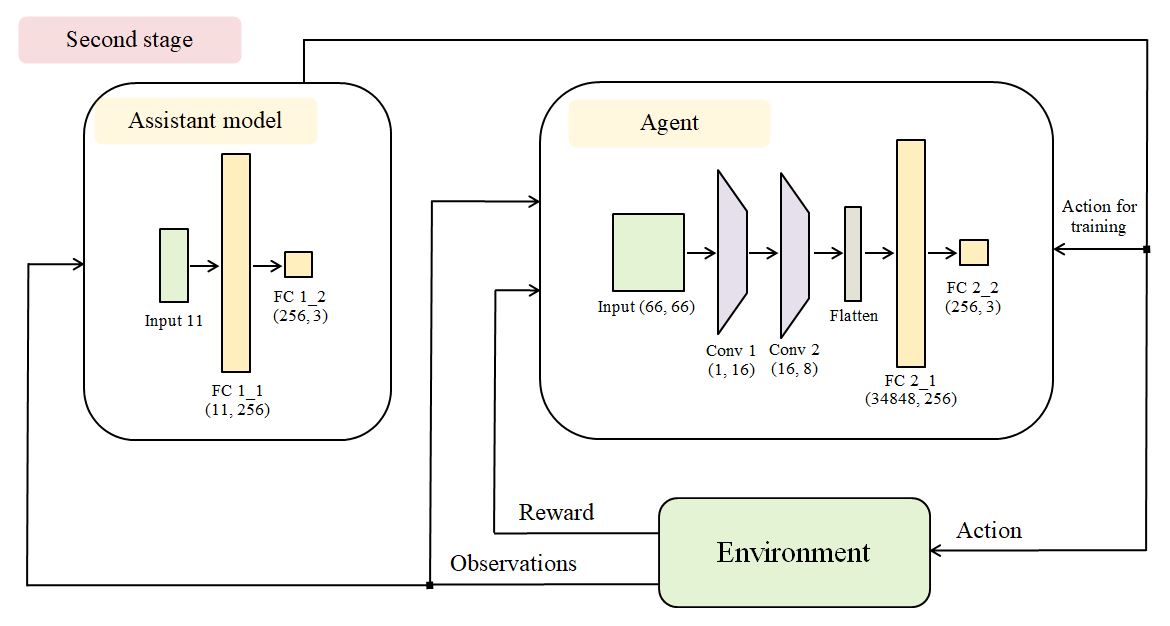 Second stage
Assistant model
Input 11
FC 1_1
(11, 256)
FC 1_2
(256, 3)
Agent
Input (66, 66)
Conv 1
(1, 16)
Conv 2
(16, 8)
Flatten
FC 2_1
(34848, 256)
FC 2_2
(256, 3)
Action for
training
Reward
Observations
Environment
Action